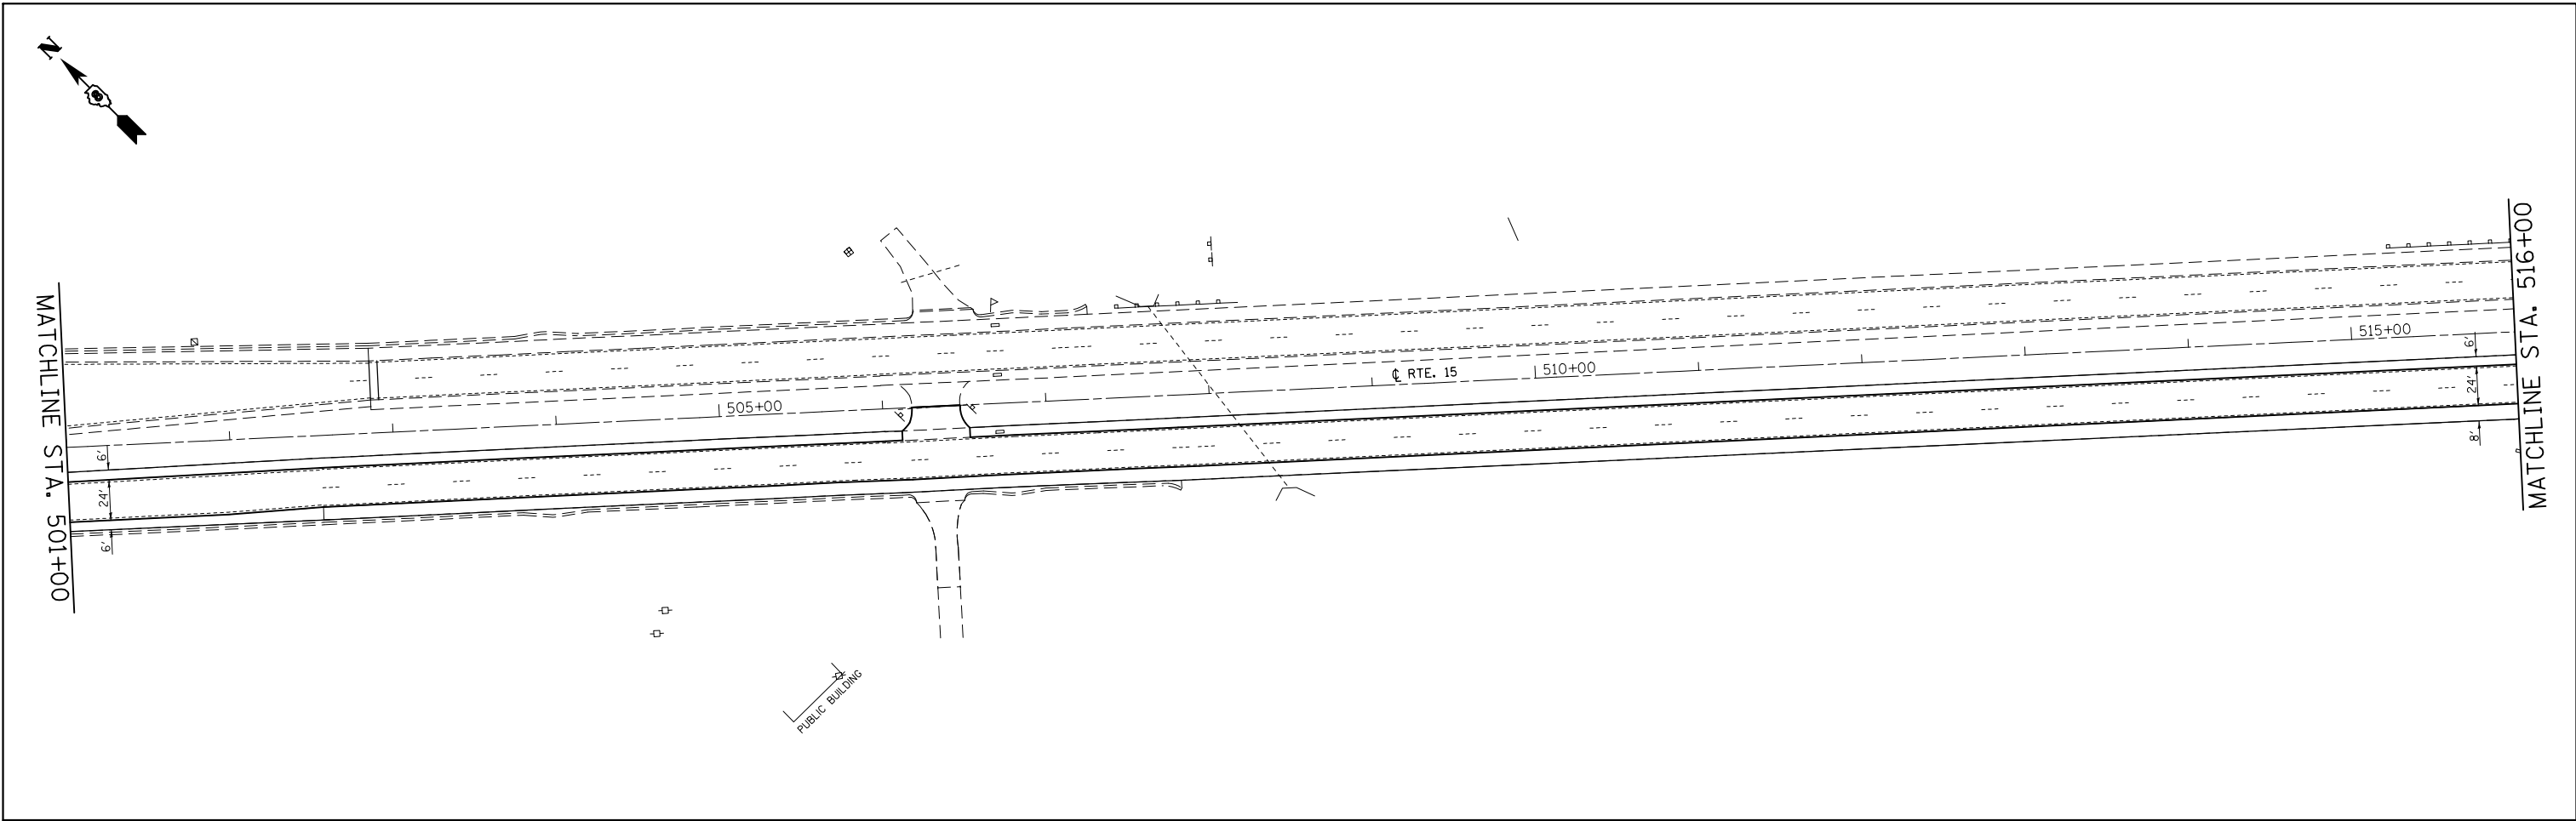 N
MATCHLINE STA. 501+00
6'
24'
6'
505+00
℄ RTE. 15
510+00
515+00
6'
24'
8'
MATCHLINE STA. 516+00
PUBLIC BUILDING